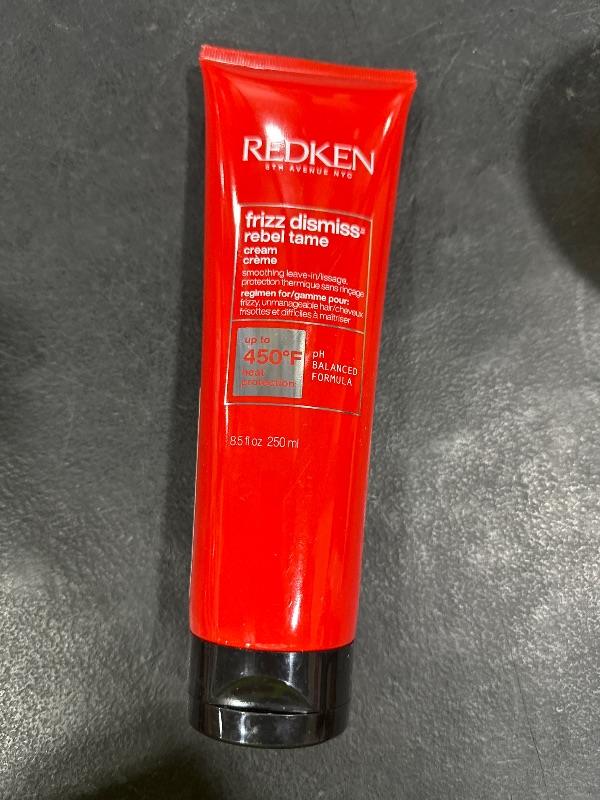 REDKEN
5TH AVENUE NYC
frizz dismiss®
rebel tame
cream
crème
smoothing leave-in/lissage,
protection thermique sans rinçage
regimen for/gamme pour:
frizzy, unmanageable hair/cheveux
frisottés et difficiles à maîtriser
up to
450°F
heat
protection
pH
BALANCED
FORMULA
8.5 fl oz 250 ml